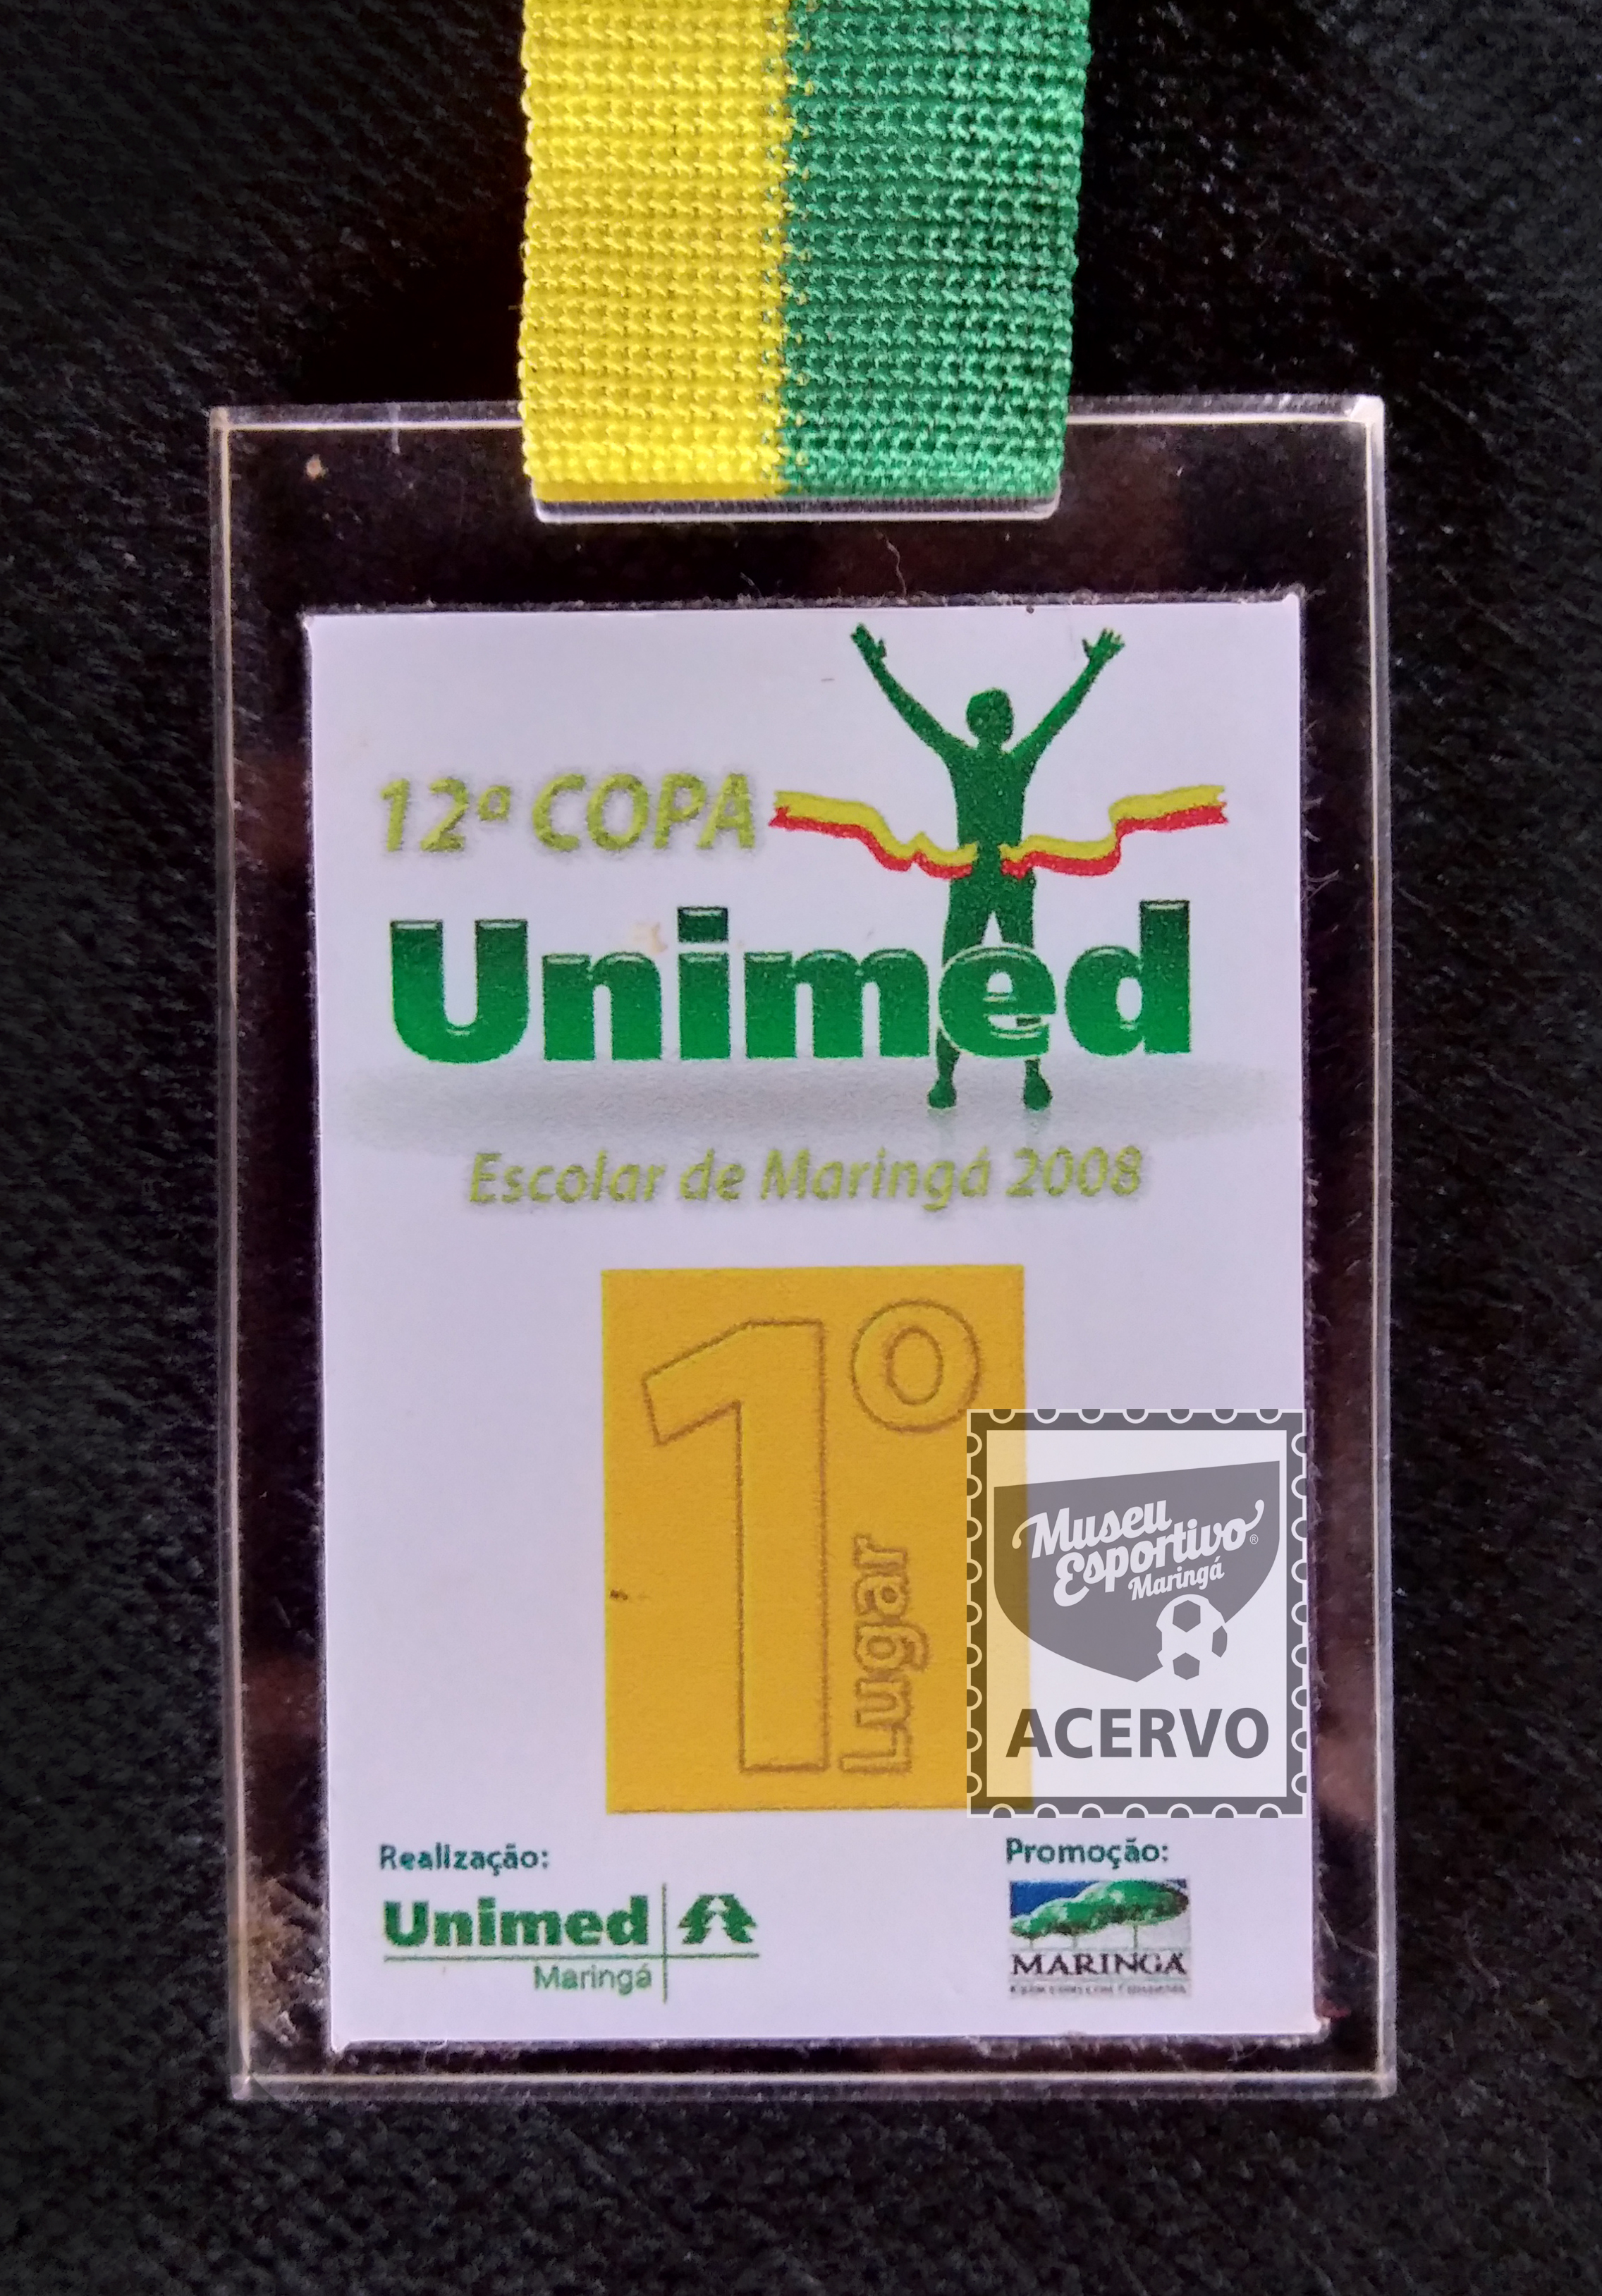 12ª COPA
Unimed
Escolar de Maringá 2008
1º
Lugar
Museu
Esportivo®
Maringá
ACERVO
Realização:
Unimed
Maringá
Promoção:
MARINGÁ